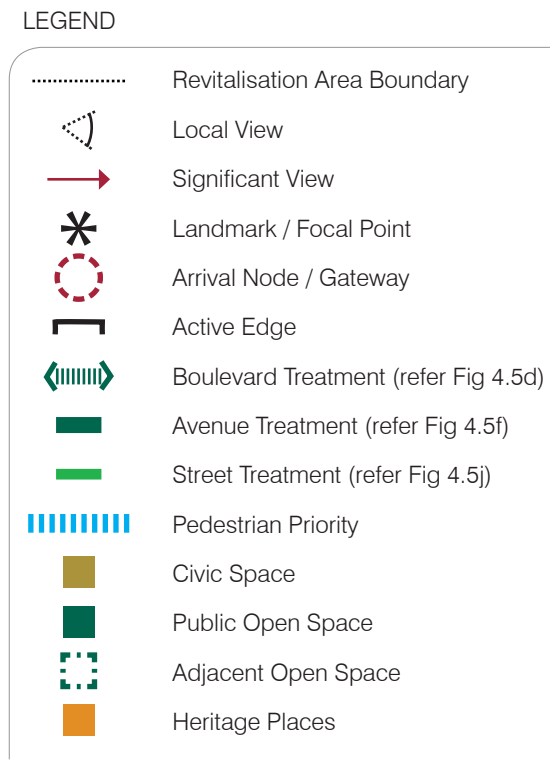 LEGEND
Revitalisation Area Boundary
Local View
Significant View
Landmark / Focal Point
Arrival Node / Gateway
Active Edge
Boulevard Treatment (refer Fig 4.5d)
Avenue Treatment (refer Fig 4.5f)
Street Treatment (refer Fig 4.5j)
Pedestrian Priority
Civic Space
Public Open Space
Adjacent Open Space
Heritage Places